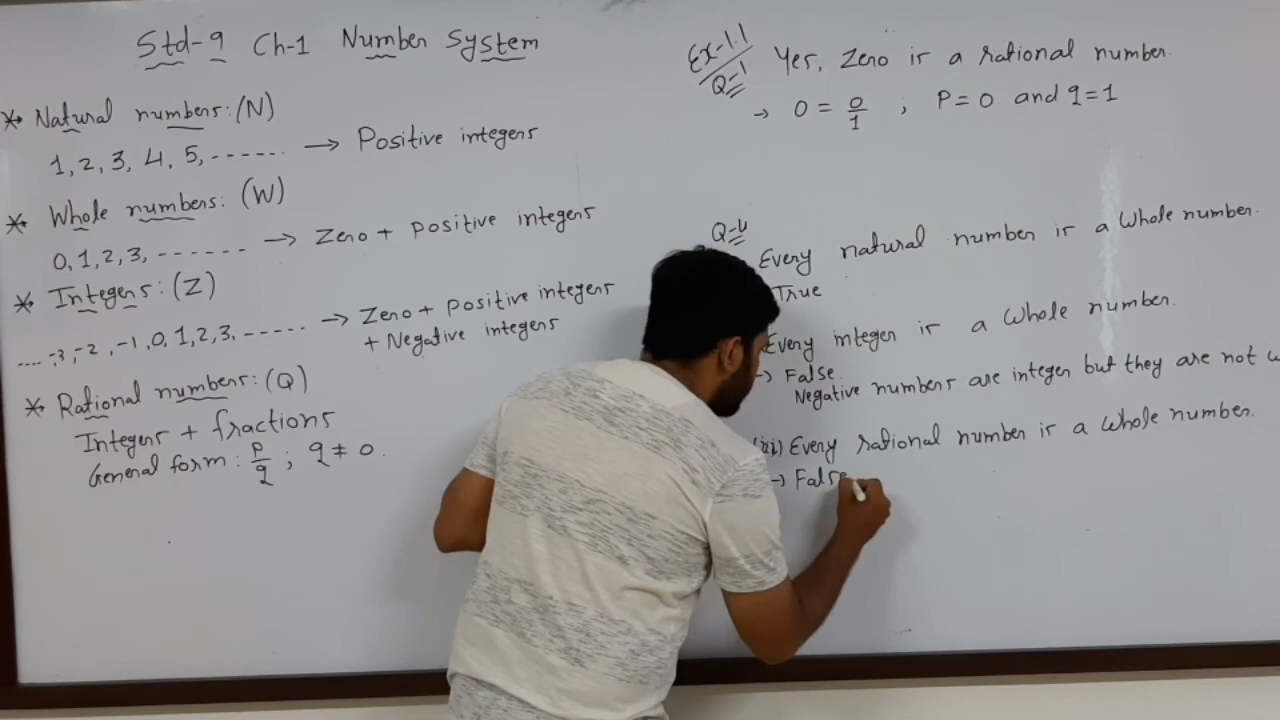 Std-9 Ch-1 Number System
* Natural numbers: (N)
1, 2, 3, 4, 5, ------ → Positive integers
* Whole numbers: (W)
0, 1, 2, 3, ------ → Zero + positive integers
* Integers: (Z)
.... -3, -2, -1, 0, 1, 2, 3, ----- → Zero + positive integers
+ Negative integers
* Rational numbers: (Q)
Integers + fractions
General form: p/q ; q ≠ 0.
Ex-1.1
Q-1
Yes, Zero is a rational number.
→ 0 = 0/1 ; P = 0 and q = 1
Q-4
Every natural number is a Whole number.
True
Every integer is a Whole number.
→ False.
Negative numbers are integer but they are not
(iii) Every rational number is a Whole number.
→ False